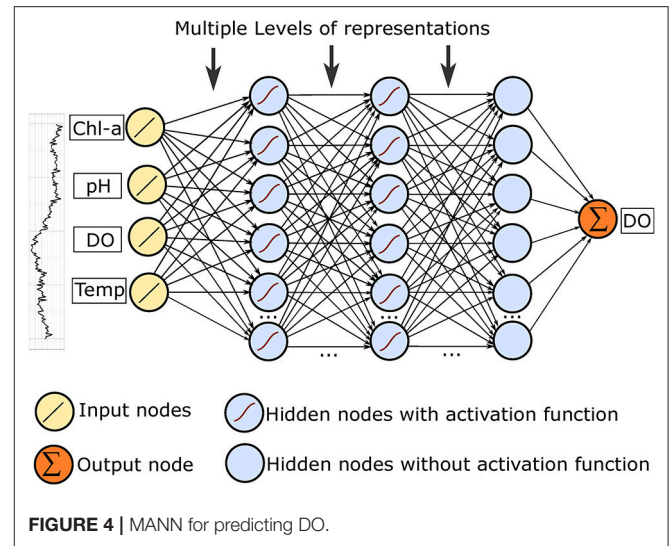 Multiple Levels of representations
Chl-a
pH
DO
Temp
...
...
...
...
...
Σ
DO
Input nodes
Hidden nodes with activation function
Σ
Output node
Hidden nodes without activation function
FIGURE 4 | MANN for predicting DO.